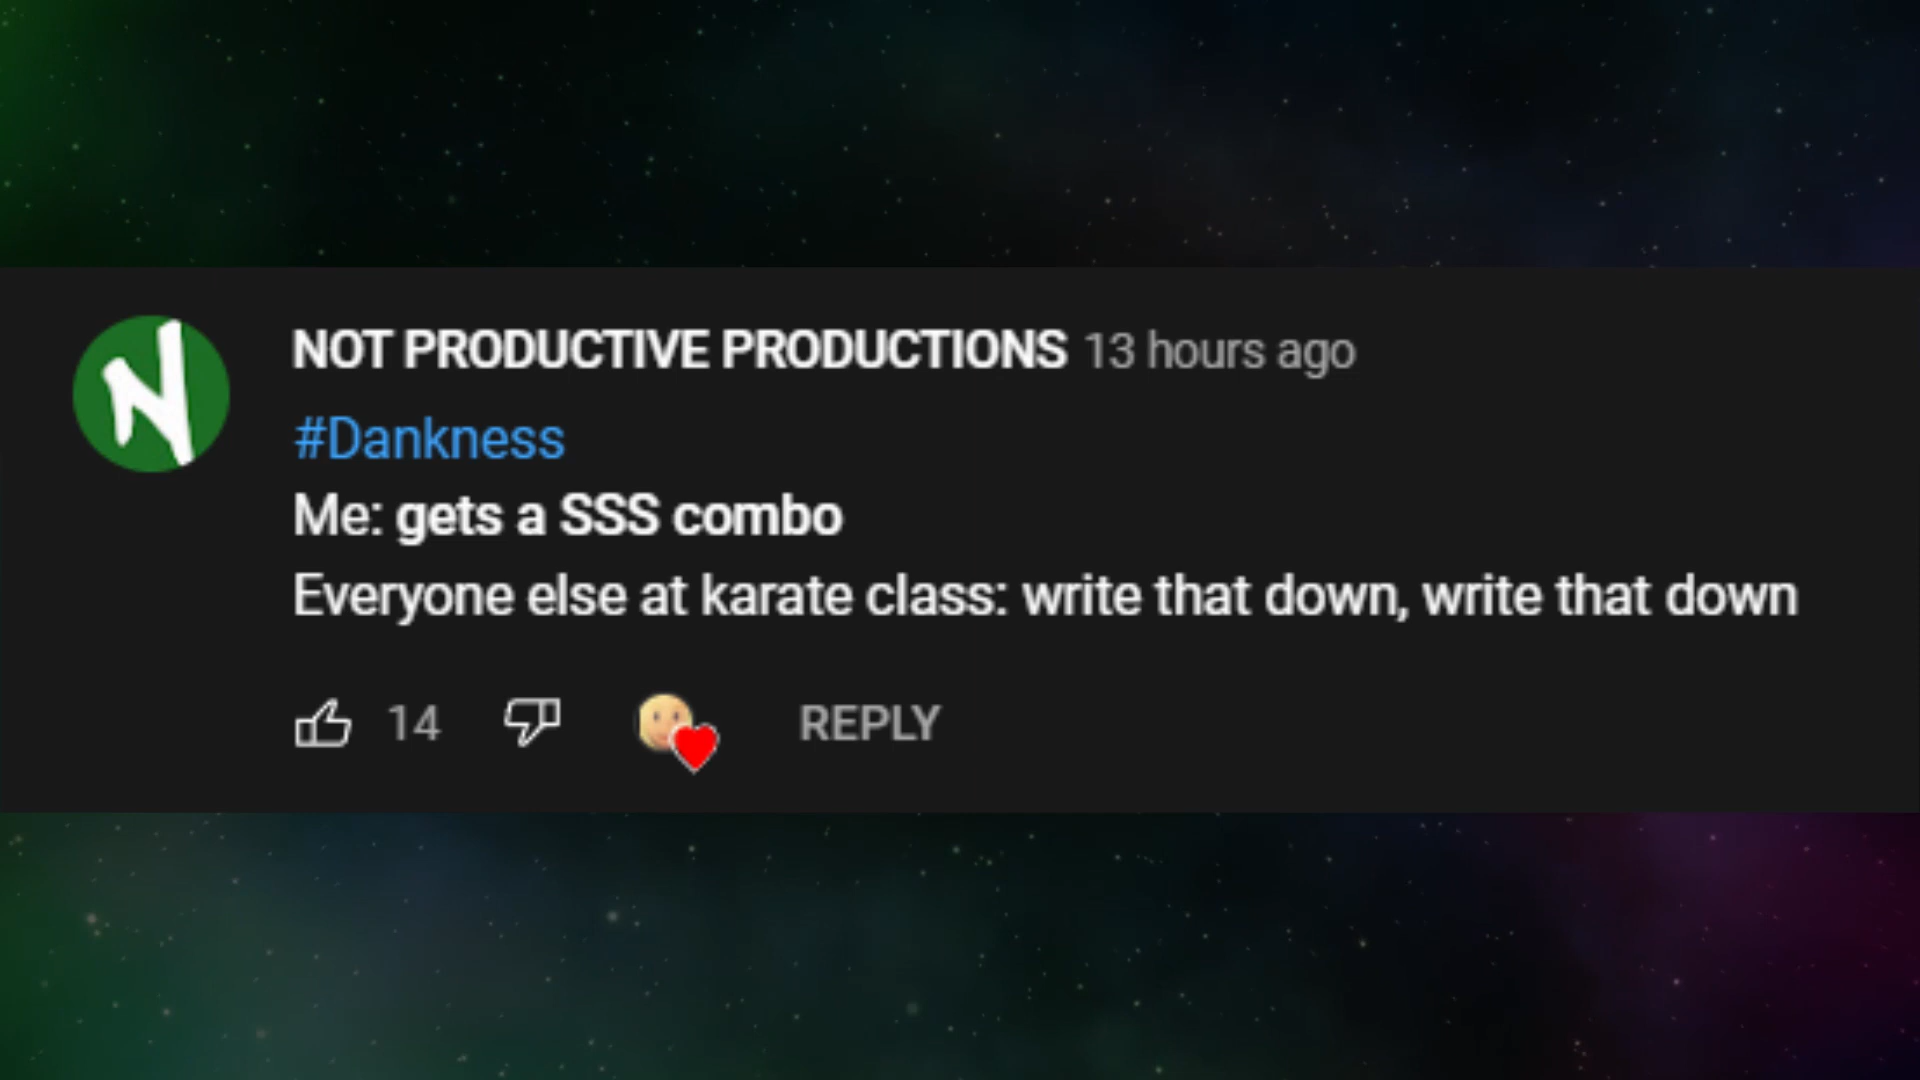 N
NOT PRODUCTIVE PRODUCTIONS 13 hours ago
#Dankness
Me: gets a SSS combo
Everyone else at karate class: write that down, write that down
14 REPLY